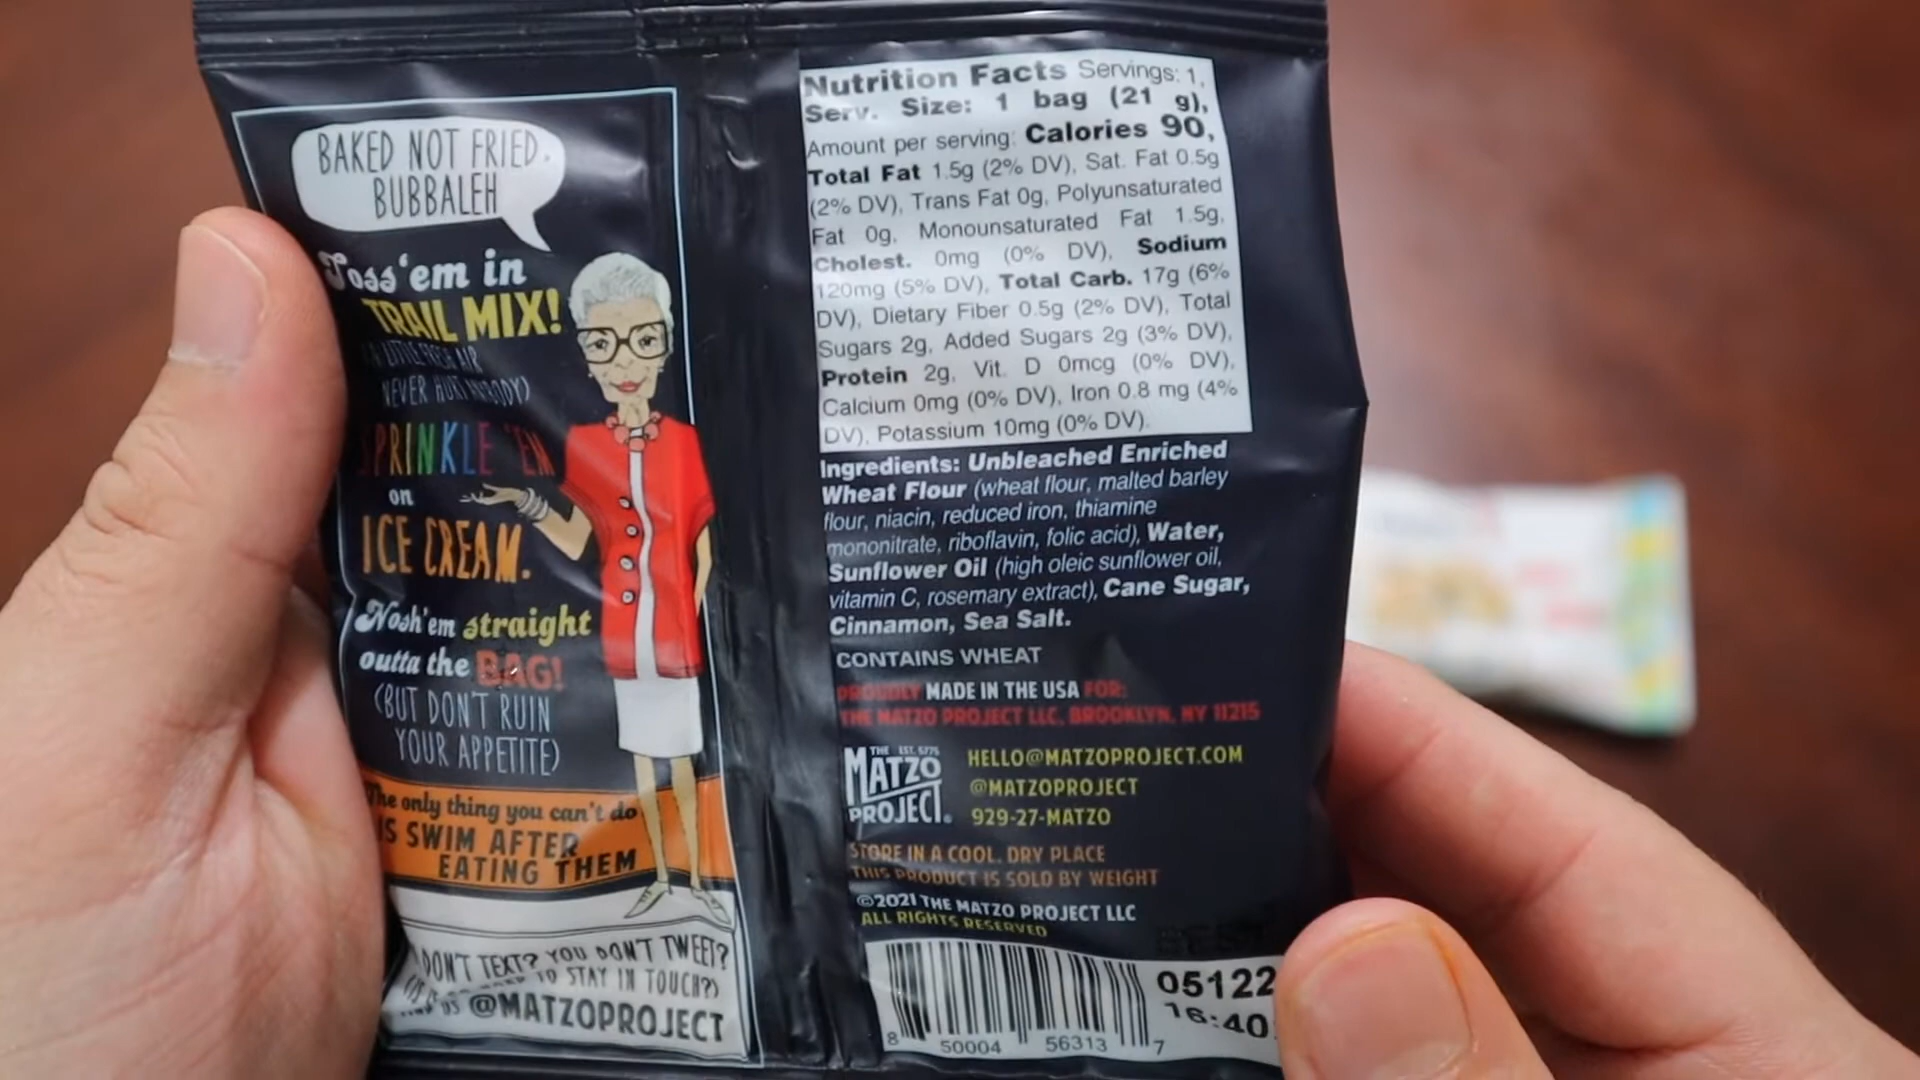 BAKED NOT FRIED,
BUBBALEH
Toss 'em in
TRAIL MIX!
NEVER HURT
SPRINKLE 'EM
on
ICE CREAM.
Nosh 'em straight
outta the BAG!
(BUT DON'T RUIN
YOUR APPETITE)
The only thing you can't do
IS SWIM AFTER
EATING THEM
DON'T TEXT? YOU DON'T TWEET?
TO STAY IN TOUCH?)
@MATZOPROJECT
Nutrition Facts Servings: 1,
Serv. Size: 1 bag (21 g),
Amount per serving: Calories 90,
Total Fat 1.5g (2% DV), Sat. Fat 0.5g
(2% DV), Trans Fat 0g, Polyunsaturated
Fat 0g, Monounsaturated Fat 1.5g,
Cholest. 0mg (0% DV), Sodium
120mg (5% DV), Total Carb. 17g (6%
DV), Dietary Fiber 0.5g (2% DV), Total
Sugars 2g, Added Sugars 2g (3% DV),
Protein 2g, Vit. D 0mcg (0% DV),
Calcium 0mg (0% DV), Iron 0.8 mg (4%
DV), Potassium 10mg (0% DV).
Ingredients: Unbleached Enriched
Wheat Flour (wheat flour, malted barley
flour, niacin, reduced iron, thiamine
mononitrate, riboflavin, folic acid), Water,
Sunflower Oil (high oleic sunflower oil,
vitamin C, rosemary extract), Cane Sugar,
Cinnamon, Sea Salt.
CONTAINS WHEAT
PROUDLY MADE IN THE USA FOR:
THE MATZO PROJECT LLC, BROOKLYN, NY 11215
THE EST. 5775
MATZO
PROJECT.
HELLO@MATZOPROJECT.COM
@MATZOPROJECT
929-27-MATZO
STORE IN A COOL, DRY PLACE
THIS PRODUCT IS SOLD BY WEIGHT
©2021 THE MATZO PROJECT LLC
ALL RIGHTS RESERVED
BEST
05122
16:40
8 50004 56313 7